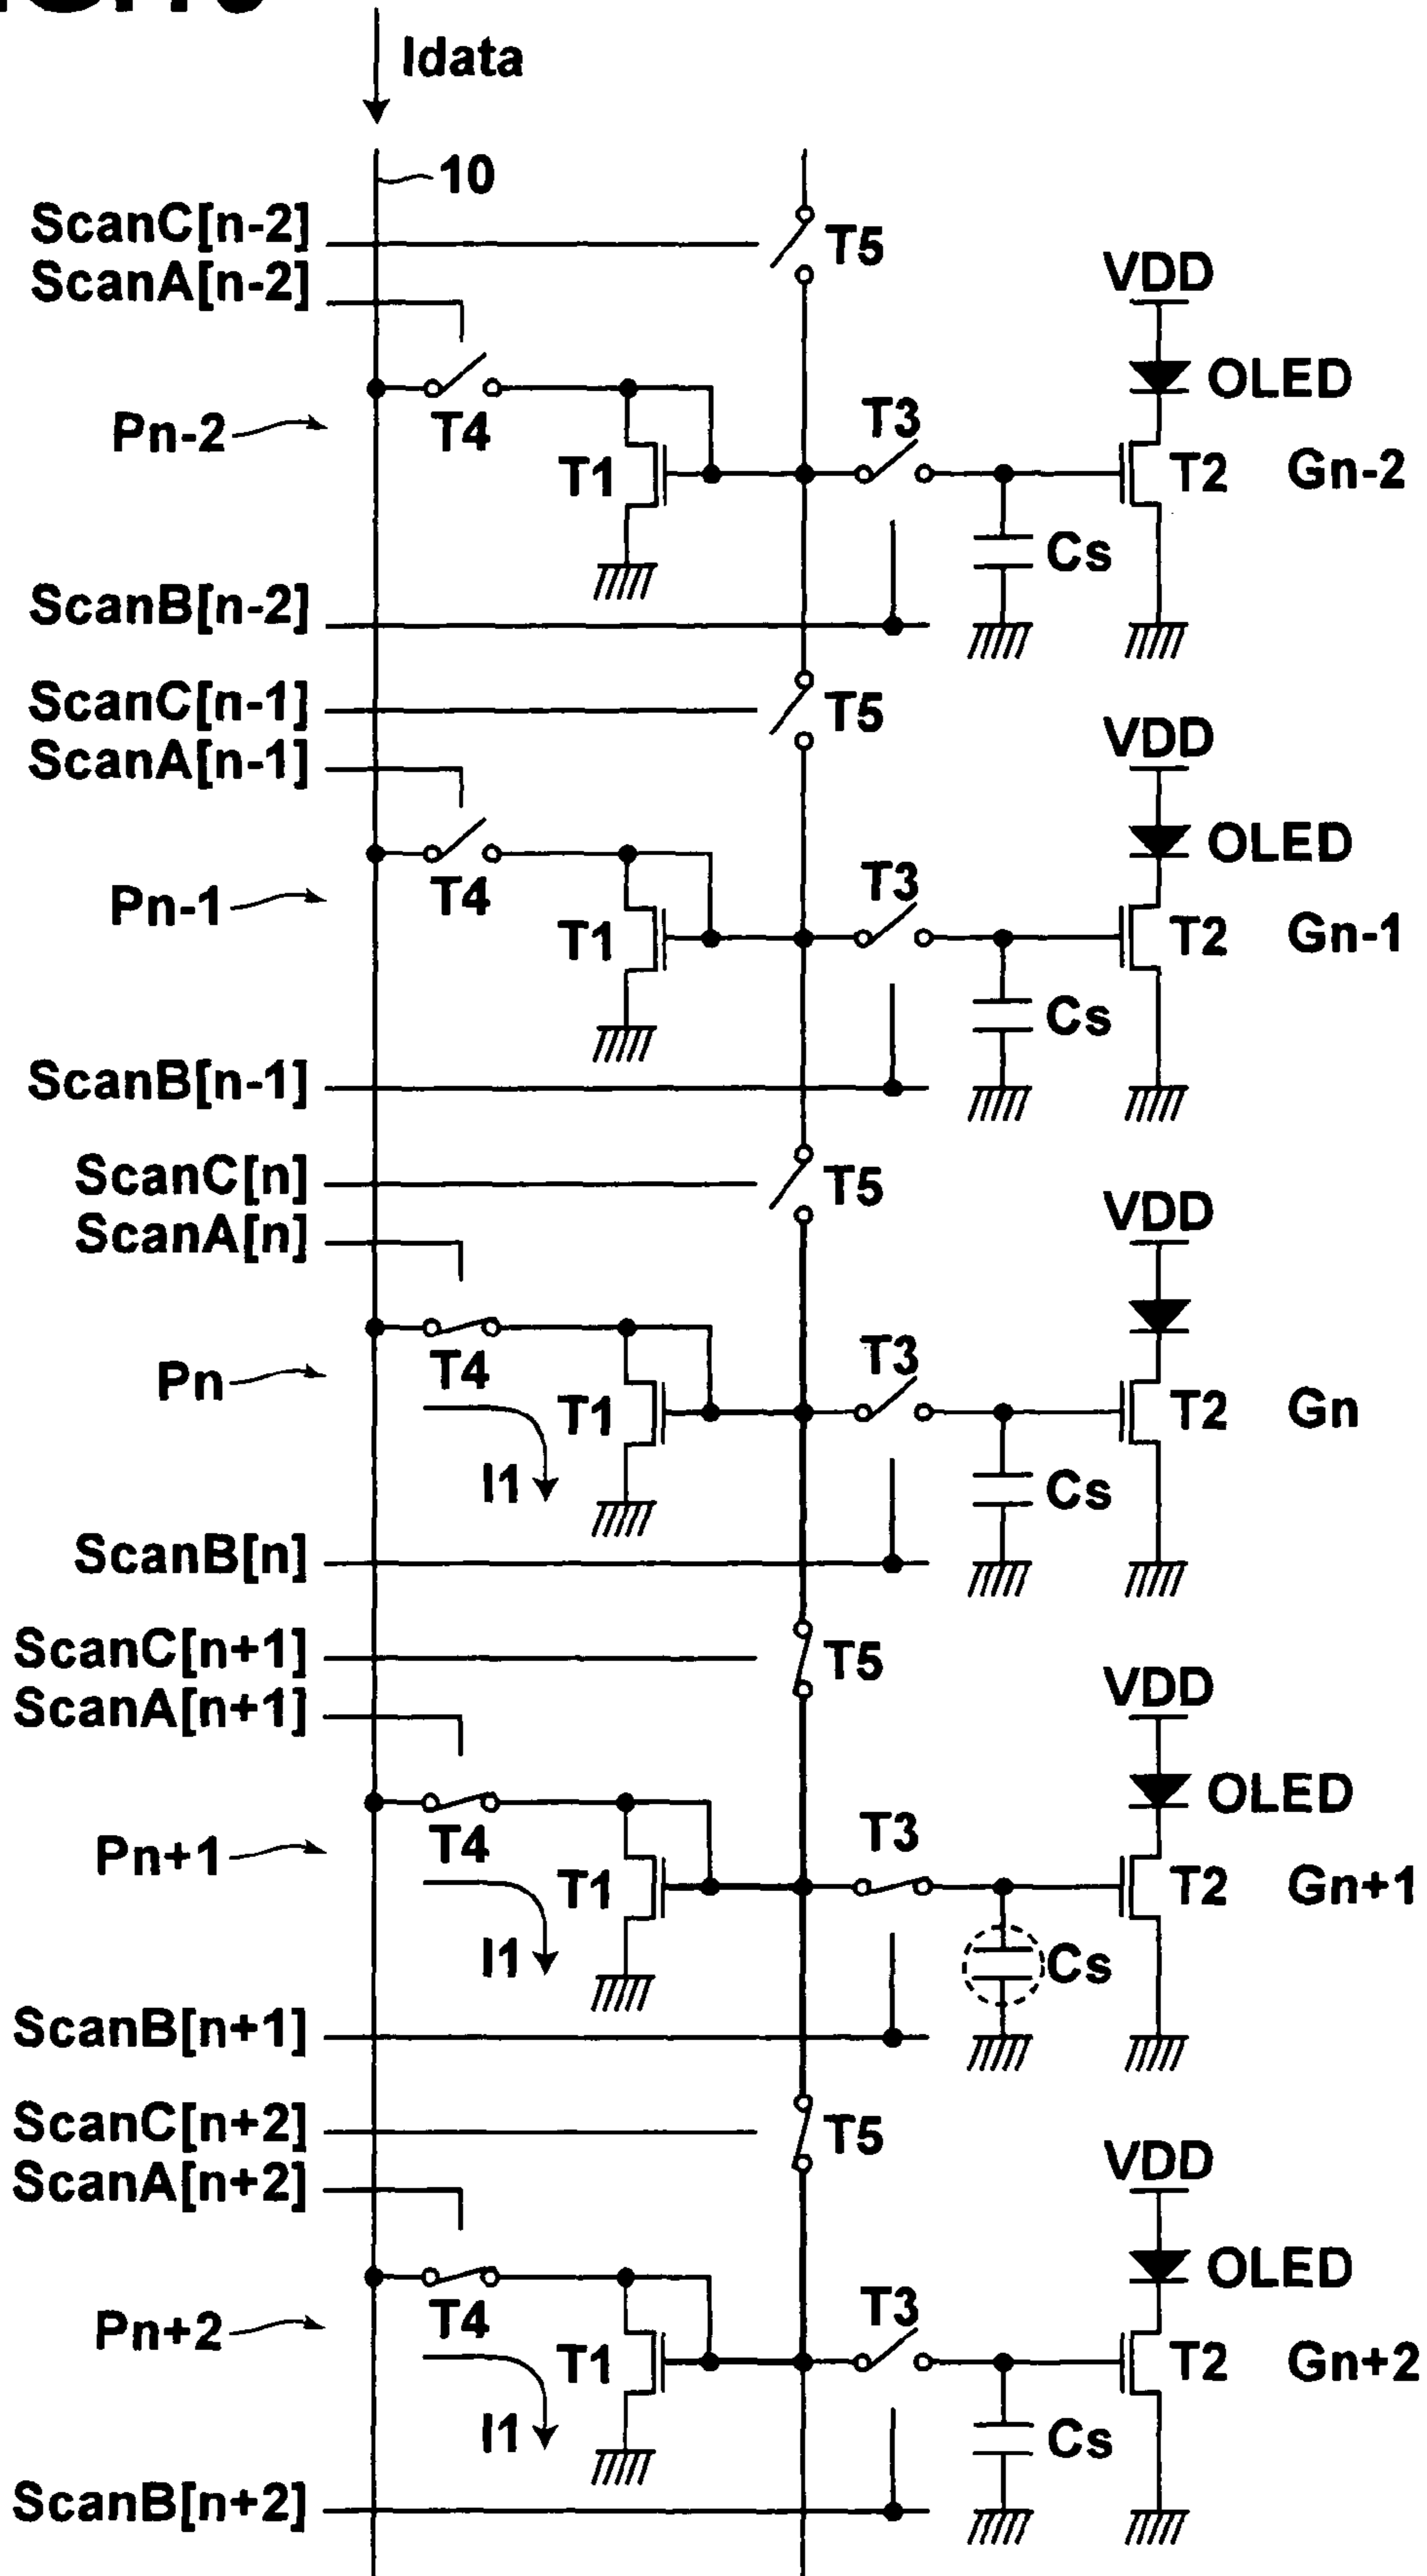 Idata
10
ScanC[n-2]
T5
ScanA[n-2]
VDD
OLED
T4
Pn-2
T3
T1
T2
Gn-2
Cs
ScanB[n-2]
ScanC[n-1]
T5
ScanA[n-1]
VDD
OLED
T4
Pn-1
T3
T1
T2
Gn-1
Cs
ScanB[n-1]
ScanC[n]
T5
ScanA[n]
VDD
T4
Pn
T3
T1
T2
Gn
I1
Cs
ScanB[n]
ScanC[n+1]
T5
ScanA[n+1]
VDD
OLED
T4
Pn+1
T3
T1
T2
Gn+1
I1
Cs
ScanB[n+1]
ScanC[n+2]
T5
ScanA[n+2]
VDD
OLED
T4
Pn+2
T3
T1
T2
Gn+2
I1
Cs
ScanB[n+2]